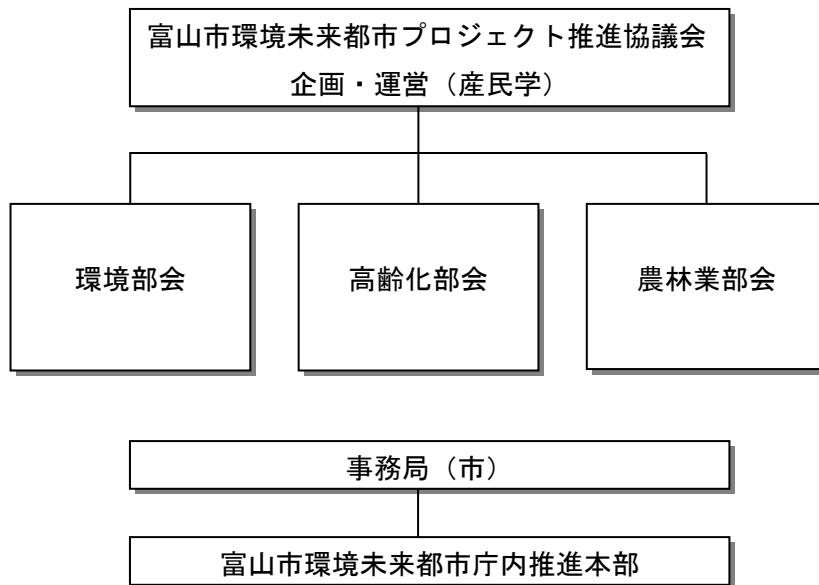 富山市環境未来都市プロジェクト推進協議会
企画・運営（産民学）
環境部会
高齢化部会
農林業部会
事務局（市）
富山市環境未来都市庁内推進本部